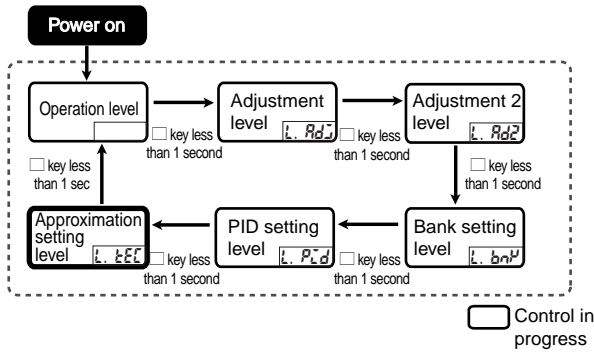 Power on
Operation level
Adjustment
level
L. AdJ
Adjustment 2
level
L. Ad2
□ key less
than 1 second
□ key less
than 1 second
□ key less
than 1 sec
□ key less
than 1 second
Approximation
setting
level
L. tEC
PID setting
level
L. PId
Bank setting
level
L. bnK
□ key less
than 1 second
□ key less
than 1 second
Control in
progress